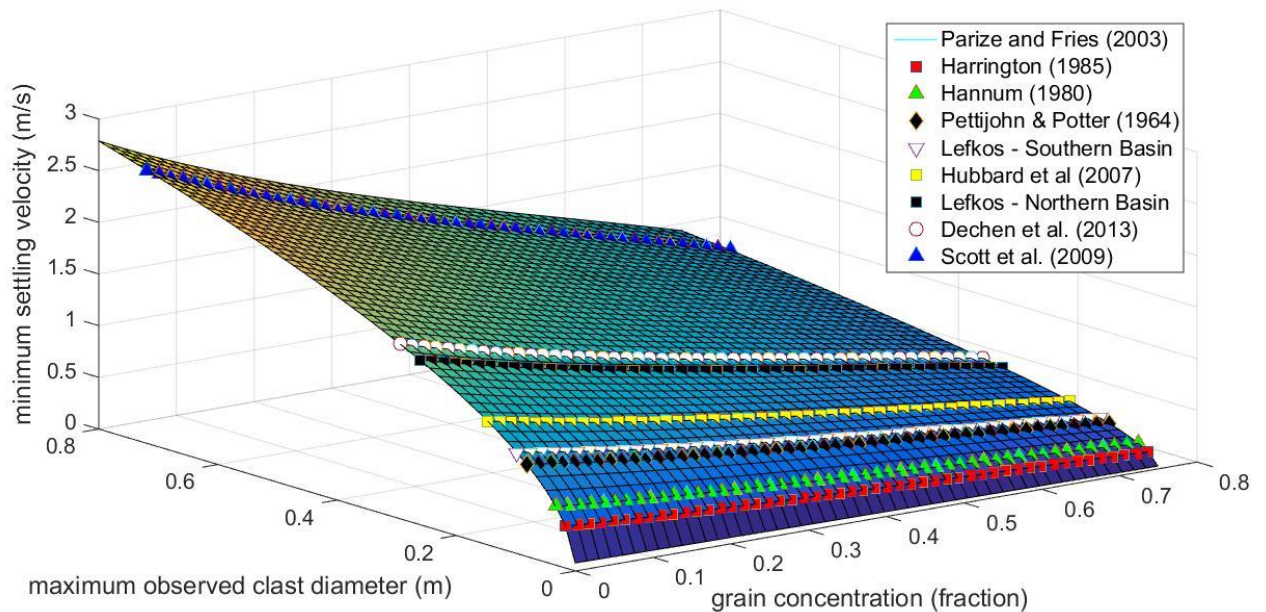 Parize and Fries (2003)
Harrington (1985)
Hannum (1980)
Pettijohn & Potter (1964)
Lefkos - Southern Basin
Hubbard et al (2007)
Lefkos - Northern Basin
Dechen et al. (2013)
Scott et al. (2009)
minimum settling velocity (m/s)
3
2.5
2
1.5
1
0.5
0
0.8
0.6
0.4
0.2
0
maximum observed clast diameter (m)
0
0.1
0.2
0.3
0.4
0.5
0.6
0.7
0.8
grain concentration (fraction)